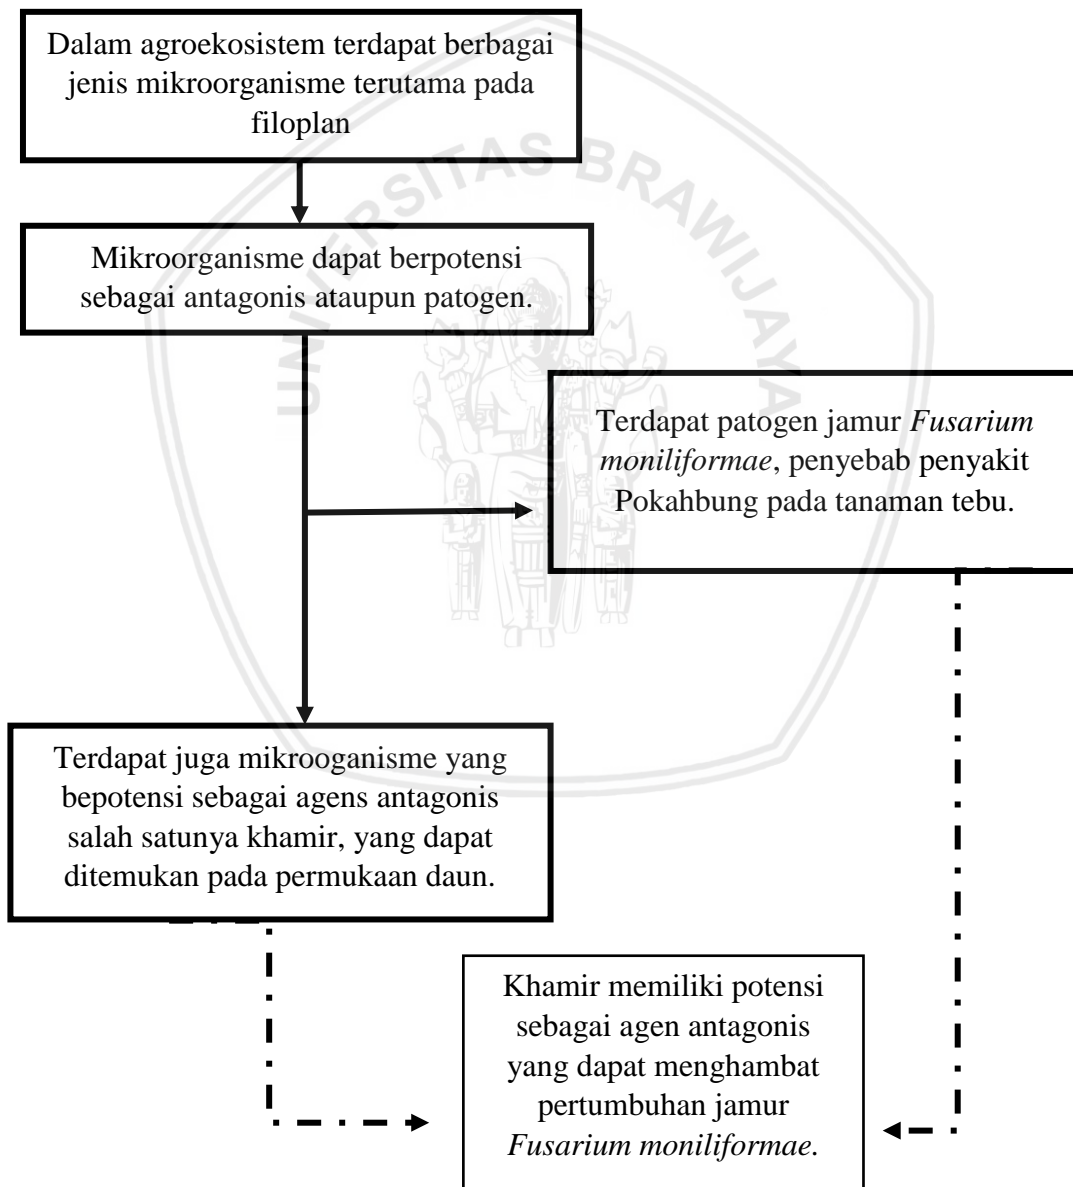 Dalam agroekosistem terdapat berbagai
jenis mikroorganisme terutama pada
filoplan
UNIVERSITAS BRAWIJAYA
Mikroorganisme dapat berpotensi
sebagai antagonis ataupun patogen.
Terdapat patogen jamur Fusarium
moniliformae, penyebab penyakit
Pokahbung pada tanaman tebu.
Terdapat juga mikrooganisme yang
bepotensi sebagai agens antagonis
salah satunya khamir, yang dapat
ditemukan pada permukaan daun.
Khamir memiliki potensi
sebagai agen antagonis
yang dapat menghambat
pertumbuhan jamur
Fusarium moniliformae.